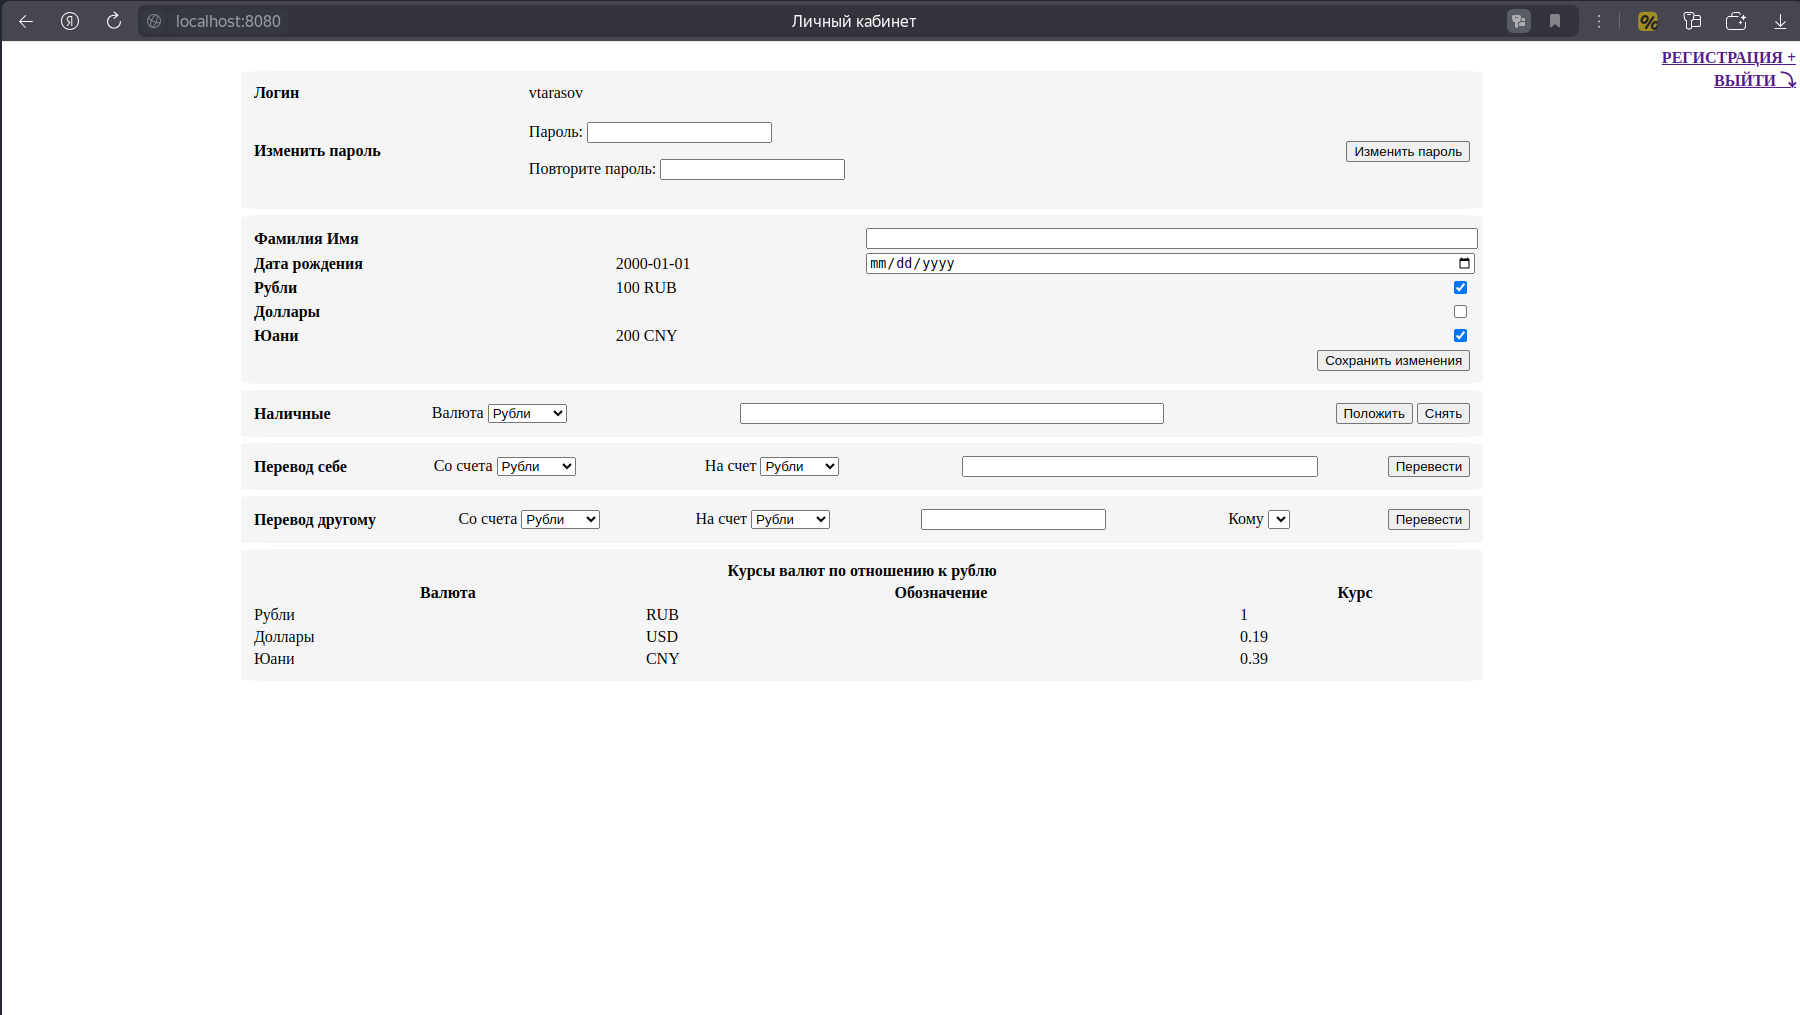 localhost:8080 Личный кабинет
РЕГИСТРАЦИЯ +
ВЫЙТИ
Логин vtarasov
Пароль:
Изменить пароль Изменить пароль
Повторите пароль:
Фамилия Имя
Дата рождения 2000-01-01 mm/dd/yyyy
Рубли 100 RUB
Доллары
Юани 200 CNY
Сохранить изменения
Наличные Валюта Рубли Положить Снять
Перевод себе Со счета Рубли На счет Рубли Перевести
Перевод другому Со счета Рубли На счет Рубли Кому Перевести
Курсы валют по отношению к рублю
Валюта Обозначение Курс
Рубли RUB 1
Доллары USD 0.19
Юани CNY 0.39